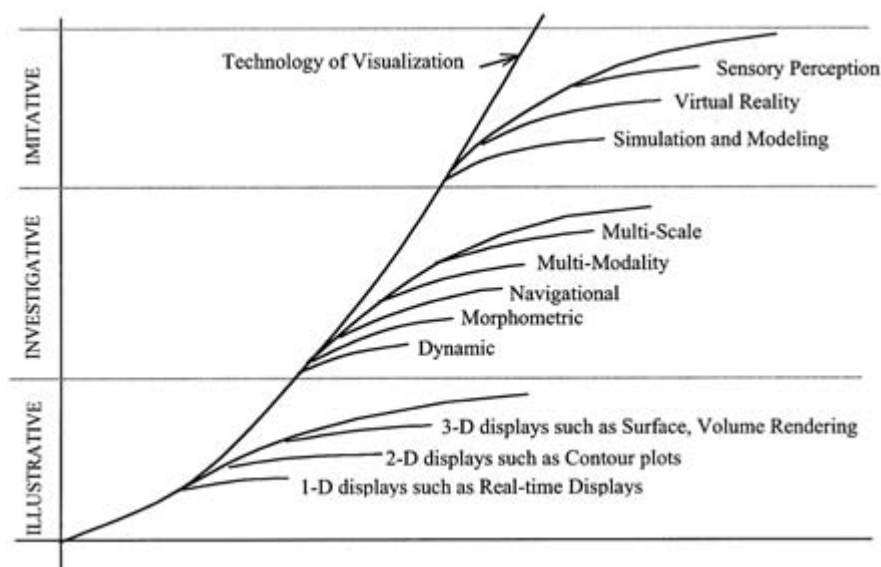 Technology of Visualization
Sensory Perception
Virtual Reality
Simulation and Modeling
IMITATIVE
Multi-Scale
Multi-Modality
Navigational
Morphometric
Dynamic
INVESTIGATIVE
3-D displays such as Surface, Volume Rendering
2-D displays such as Contour plots
1-D displays such as Real-time Displays
ILLUSTRATIVE